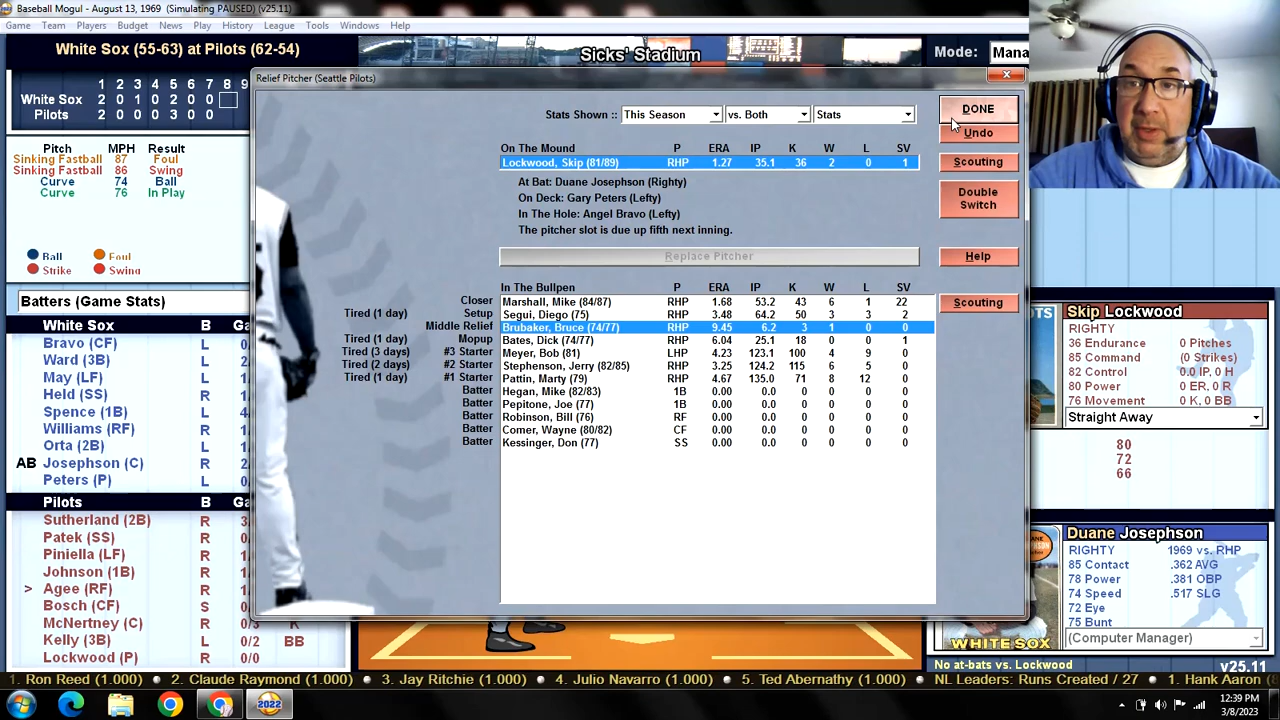 Baseball Mogul - August 13, 1969 (Simulating PAUSED) (v25.11)
Game Team Players Budget News Play History League Tools Windows Help
White Sox (55-63) at Pilots (62-54)
Sicks' Stadium
Mode: Mana
1 2 3 4 5 6 7 8 9
White Sox 2 0 1 0 2 0 0
Pilots 2 0 0 0 3 0 0
Pitch MPH Result
Sinking Fastball 87 Foul
Sinking Fastball 86 Swing
Curve 74 Ball
Curve 76 In Play
Ball Foul
Strike Swing
Batters (Game Stats)
White Sox B Ga
Bravo (CF) L
Ward (3B) R
May (LF) L
Held (SS) R
Spence (1B) L 4
Williams (RF) R
Orta (2B) L
AB Josephson (C) R 2/
Peters (P) L
Pilots B Ga
Sutherland (2B) R
Patek (SS) R
Piniella (LF) R
Johnson (1B) R
> Agee (RF) R
Bosch (CF) S
McNertney (C) R 0/3 K
Kelly (3B) L 0/2 BB
Lockwood (P) R 0/0
Relief Pitcher (Seattle Pilots)
Stats Shown :: This Season vs. Both Stats
DONE
Undo
Scouting
Double Switch
Help
Scouting
On The Mound P ERA IP K W L SV
Lockwood, Skip (81/89) RHP 1.27 35.1 36 2 0 1
At Bat: Duane Josephson (Righty)
On Deck: Gary Peters (Lefty)
In The Hole: Angel Bravo (Lefty)
The pitcher slot is due up fifth next inning.
Replace Pitcher
In The Bullpen P ERA IP K W L SV
Closer Marshall, Mike (84/87) RHP 1.68 53.2 43 6 1 22
Tired (1 day) Setup Segui, Diego (75) RHP 3.48 64.2 50 3 3 2
Middle Relief Brubaker, Bruce (74/77) RHP 9.45 6.2 3 1 0 0
Tired (1 day) Mopup Bates, Dick (74/77) RHP 6.04 25.1 18 0 0 1
Tired (3 days) #3 Starter Meyer, Bob (81) LHP 4.23 123.1 100 4 9 0
Tired (2 days) #2 Starter Stephenson, Jerry (82/85) RHP 3.25 124.2 115 6 5 0
Tired (1 day) #1 Starter Pattin, Marty (79) RHP 4.67 135.0 71 8 12 0
Batter Hegan, Mike (82/83) 1B 0.00 0.0 0 0 0 0
Batter Pepitone, Joe (77) 1B 0.00 0.0 0 0 0 0
Batter Robinson, Bill (76) RF 0.00 0.0 0 0 0 0
Batter Comer, Wayne (80/82) CF 0.00 0.0 0 0 0 0
Batter Kessinger, Don (77) SS 0.00 0.0 0 0 0 0
Skip Lockwood
RIGHTY
36 Endurance 0 Pitches
85 Command (0 Strikes)
82 Control 0.0 IP, 0 H
80 Power 0 ER, 0 R
76 Movement 0 K, 0 BB
Straight Away
80
72
66
Duane Josephson
RIGHTY 1969 vs. RHP
85 Contact .362 AVG
78 Power .381 OBP
74 Speed .517 SLG
72 Eye
75 Bunt
(Computer Manager)
WHITE SOX
No at-bats vs. Lockwood v25.11
1. Ron Reed (1.000) 2. Claude Raymond (1.000) 3. Jay Ritchie (1.000) 4. Julio Navarro (1.000) 5. Ted Abernathy (1.000) NL Leaders: Runs Created / 27 1. Hank Aaron
2022
12:39 PM
3/8/2023